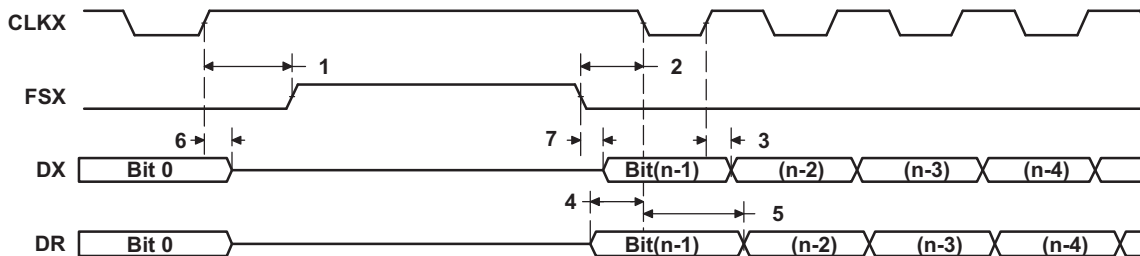 CLKX
1 2
FSX
6 7 3
DX Bit 0 Bit(n-1) (n-2) (n-3) (n-4)
4 5
DR Bit 0 Bit(n-1) (n-2) (n-3) (n-4)